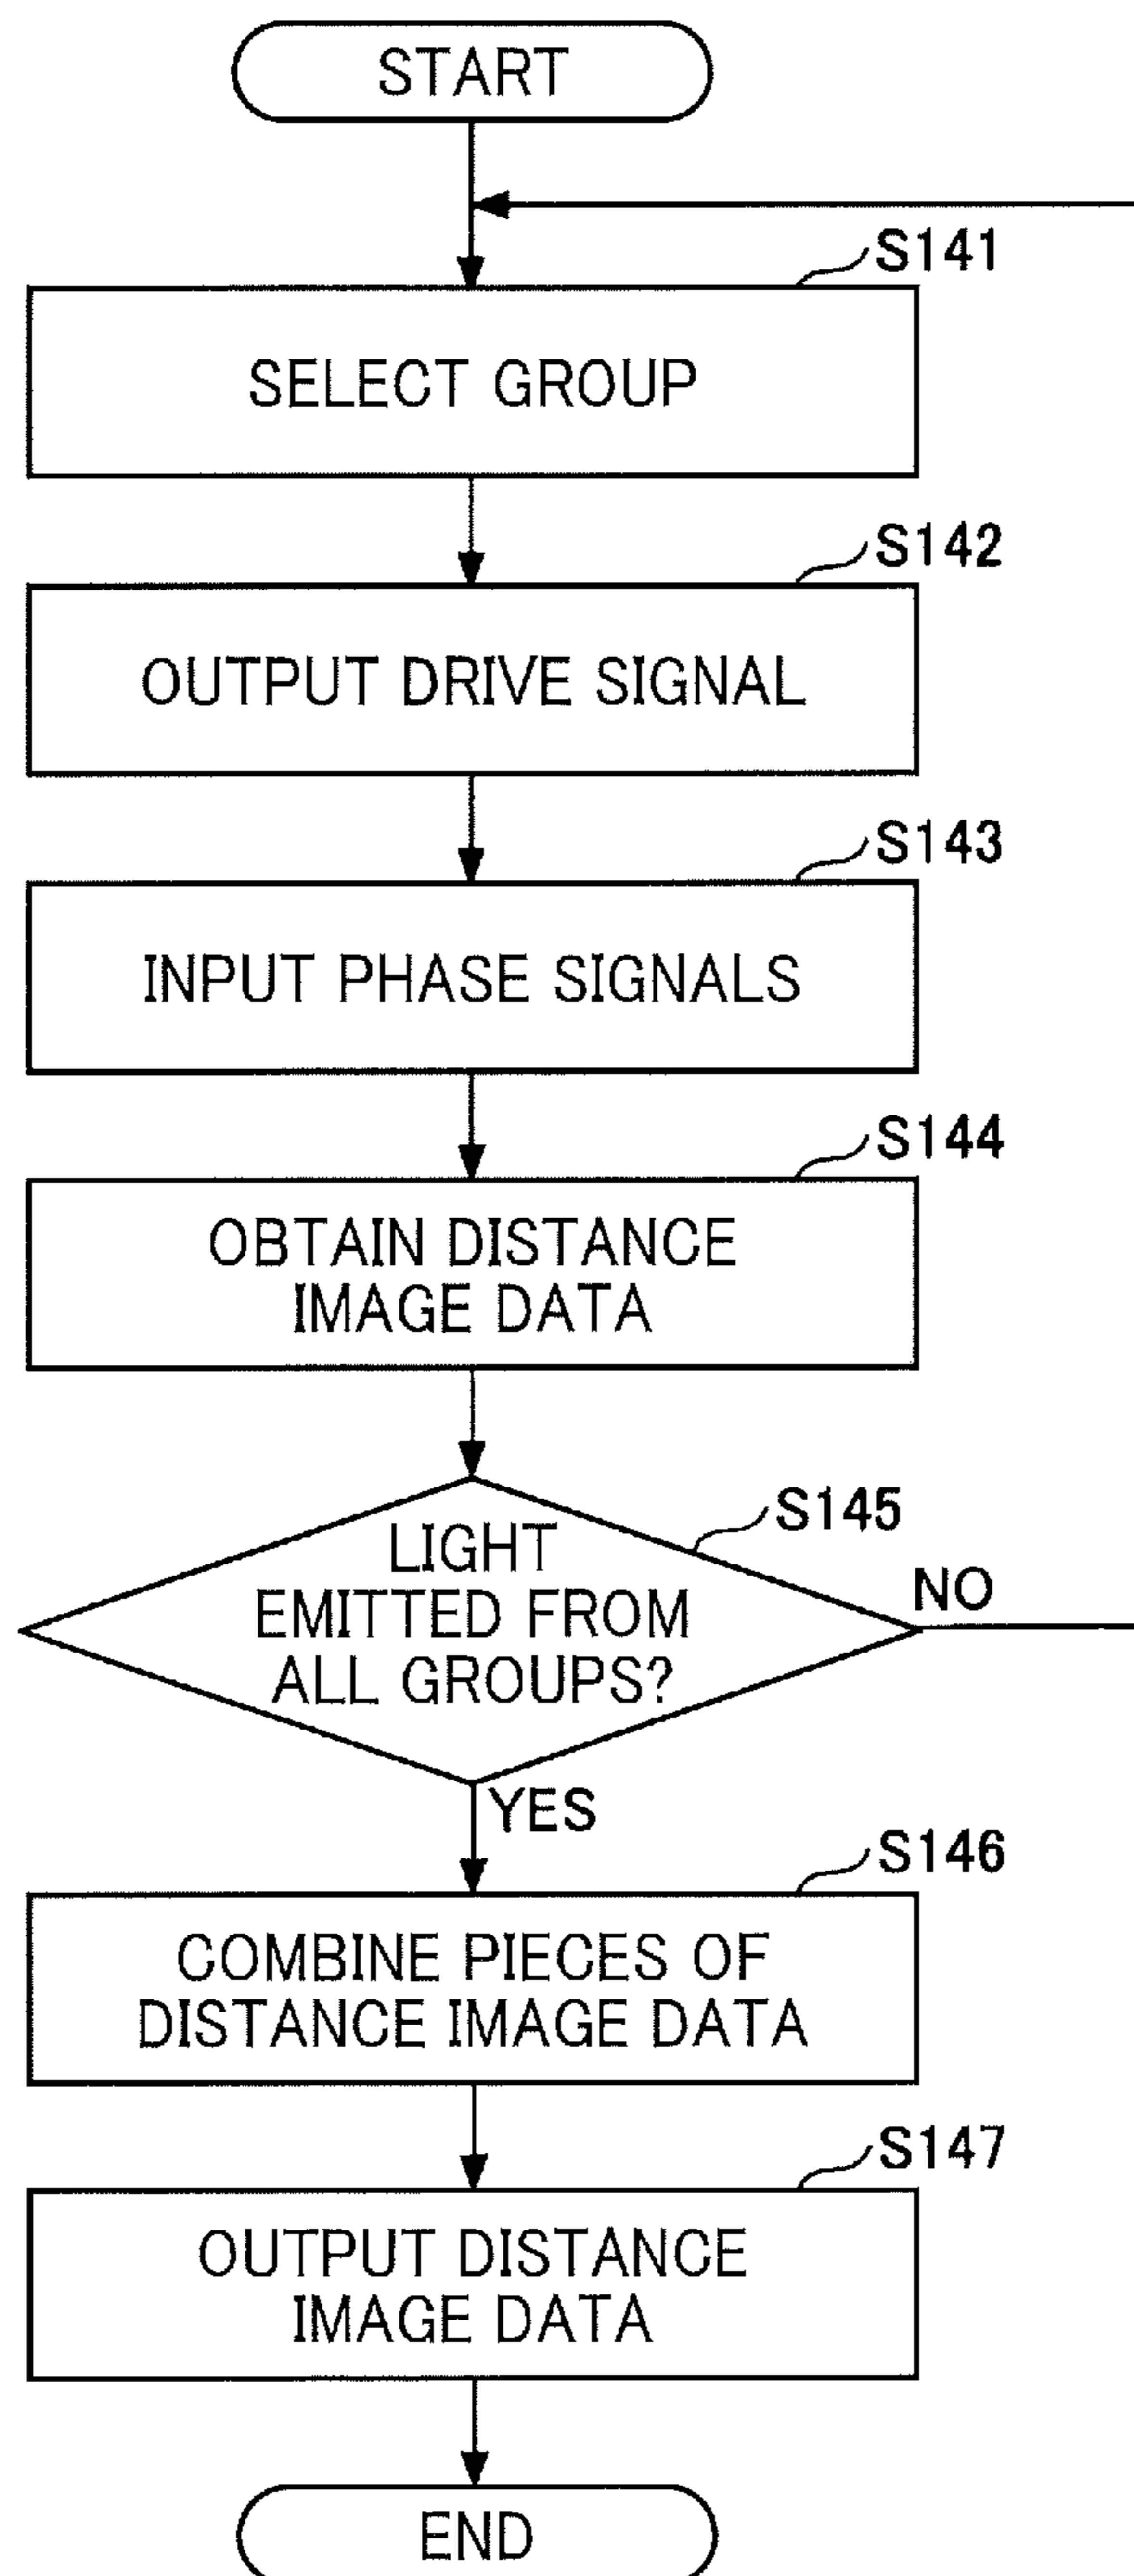 START
S141
SELECT GROUP
S142
OUTPUT DRIVE SIGNAL
S143
INPUT PHASE SIGNALS
S144
OBTAIN DISTANCE
IMAGE DATA
S145
LIGHT
EMITTED FROM
ALL GROUPS?
NO
YES
S146
COMBINE PIECES OF
DISTANCE IMAGE DATA
S147
OUTPUT DISTANCE
IMAGE DATA
END